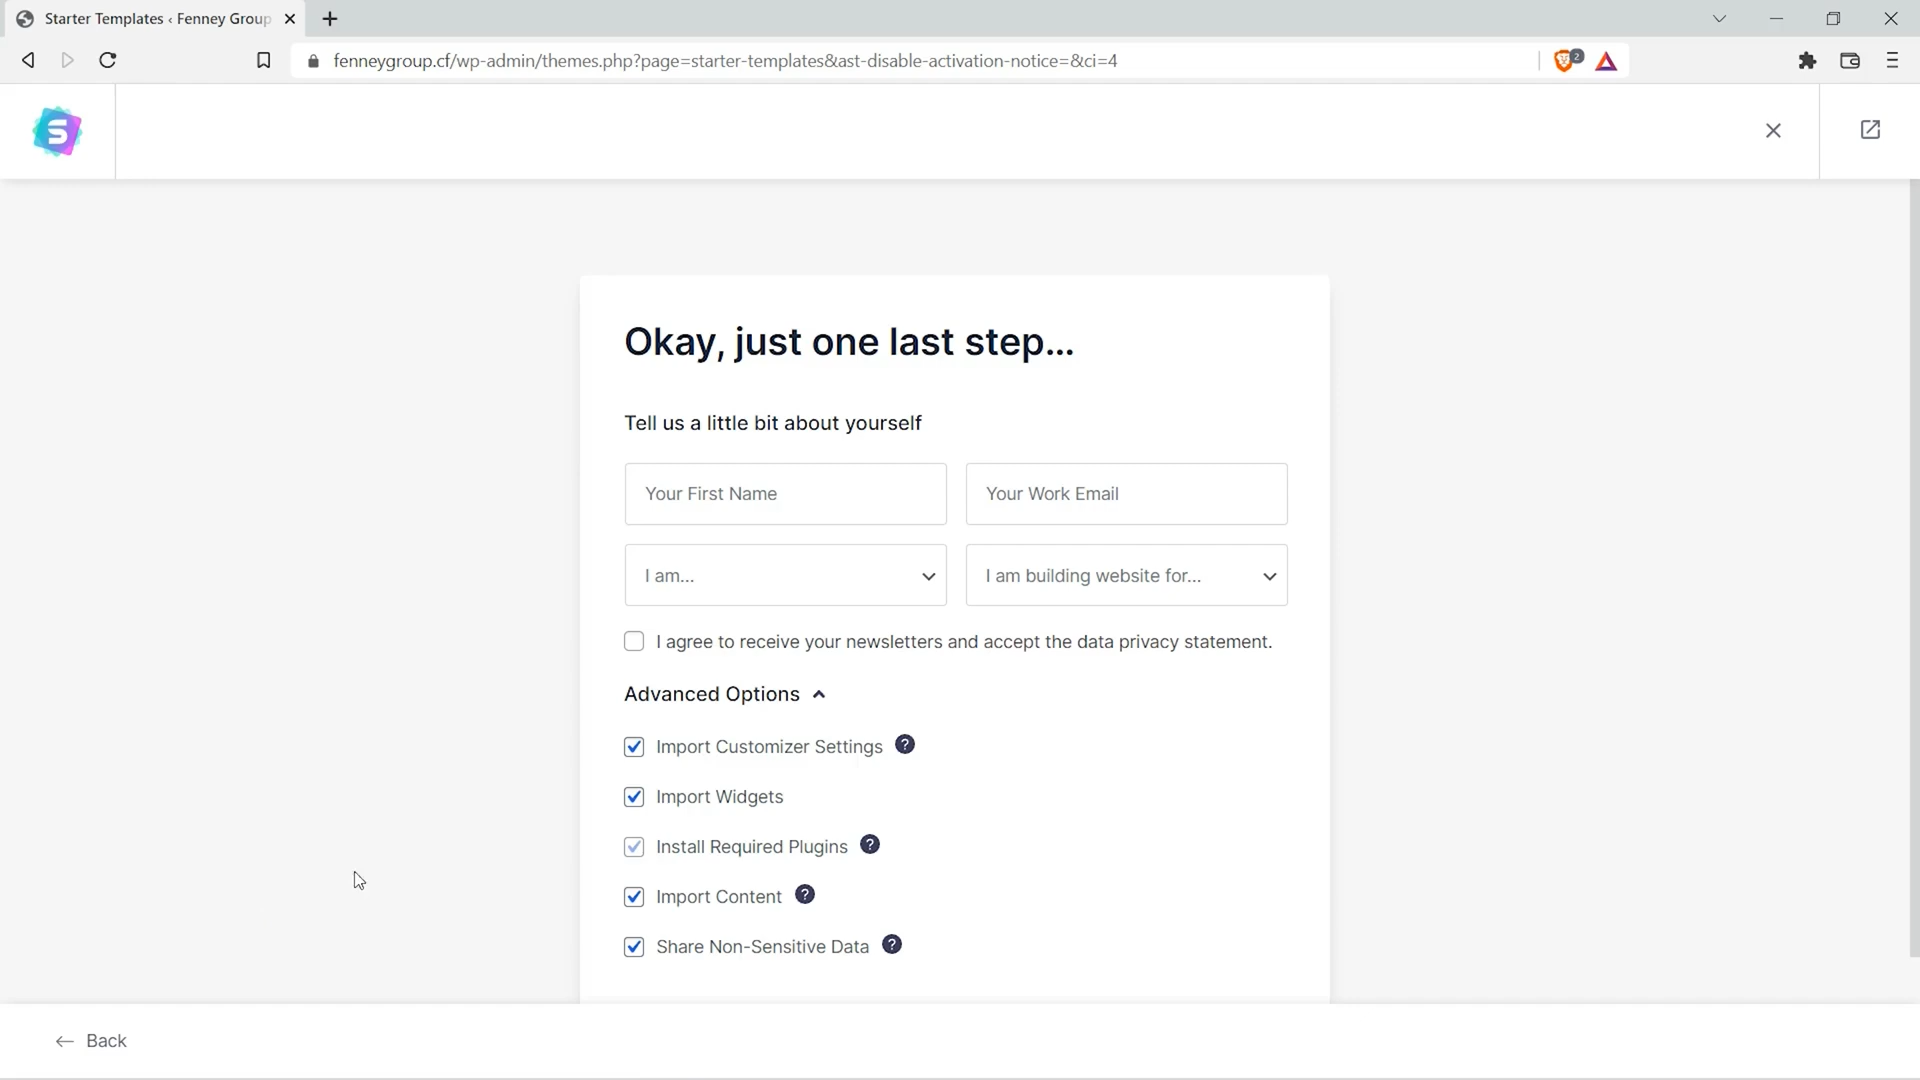 Starter Templates ‹ Fenney Group
fenneygroup.cf/wp-admin/themes.php?page=starter-templates&ast-disable-activation-notice=&ci=4
2
S
Okay, just one last step...
Tell us a little bit about yourself
Your First Name
Your Work Email
I am...
I am building website for...
I agree to receive your newsletters and accept the data privacy statement.
Advanced Options
Import Customizer Settings ?
Import Widgets
Install Required Plugins ?
Import Content ?
Share Non-Sensitive Data ?
← Back